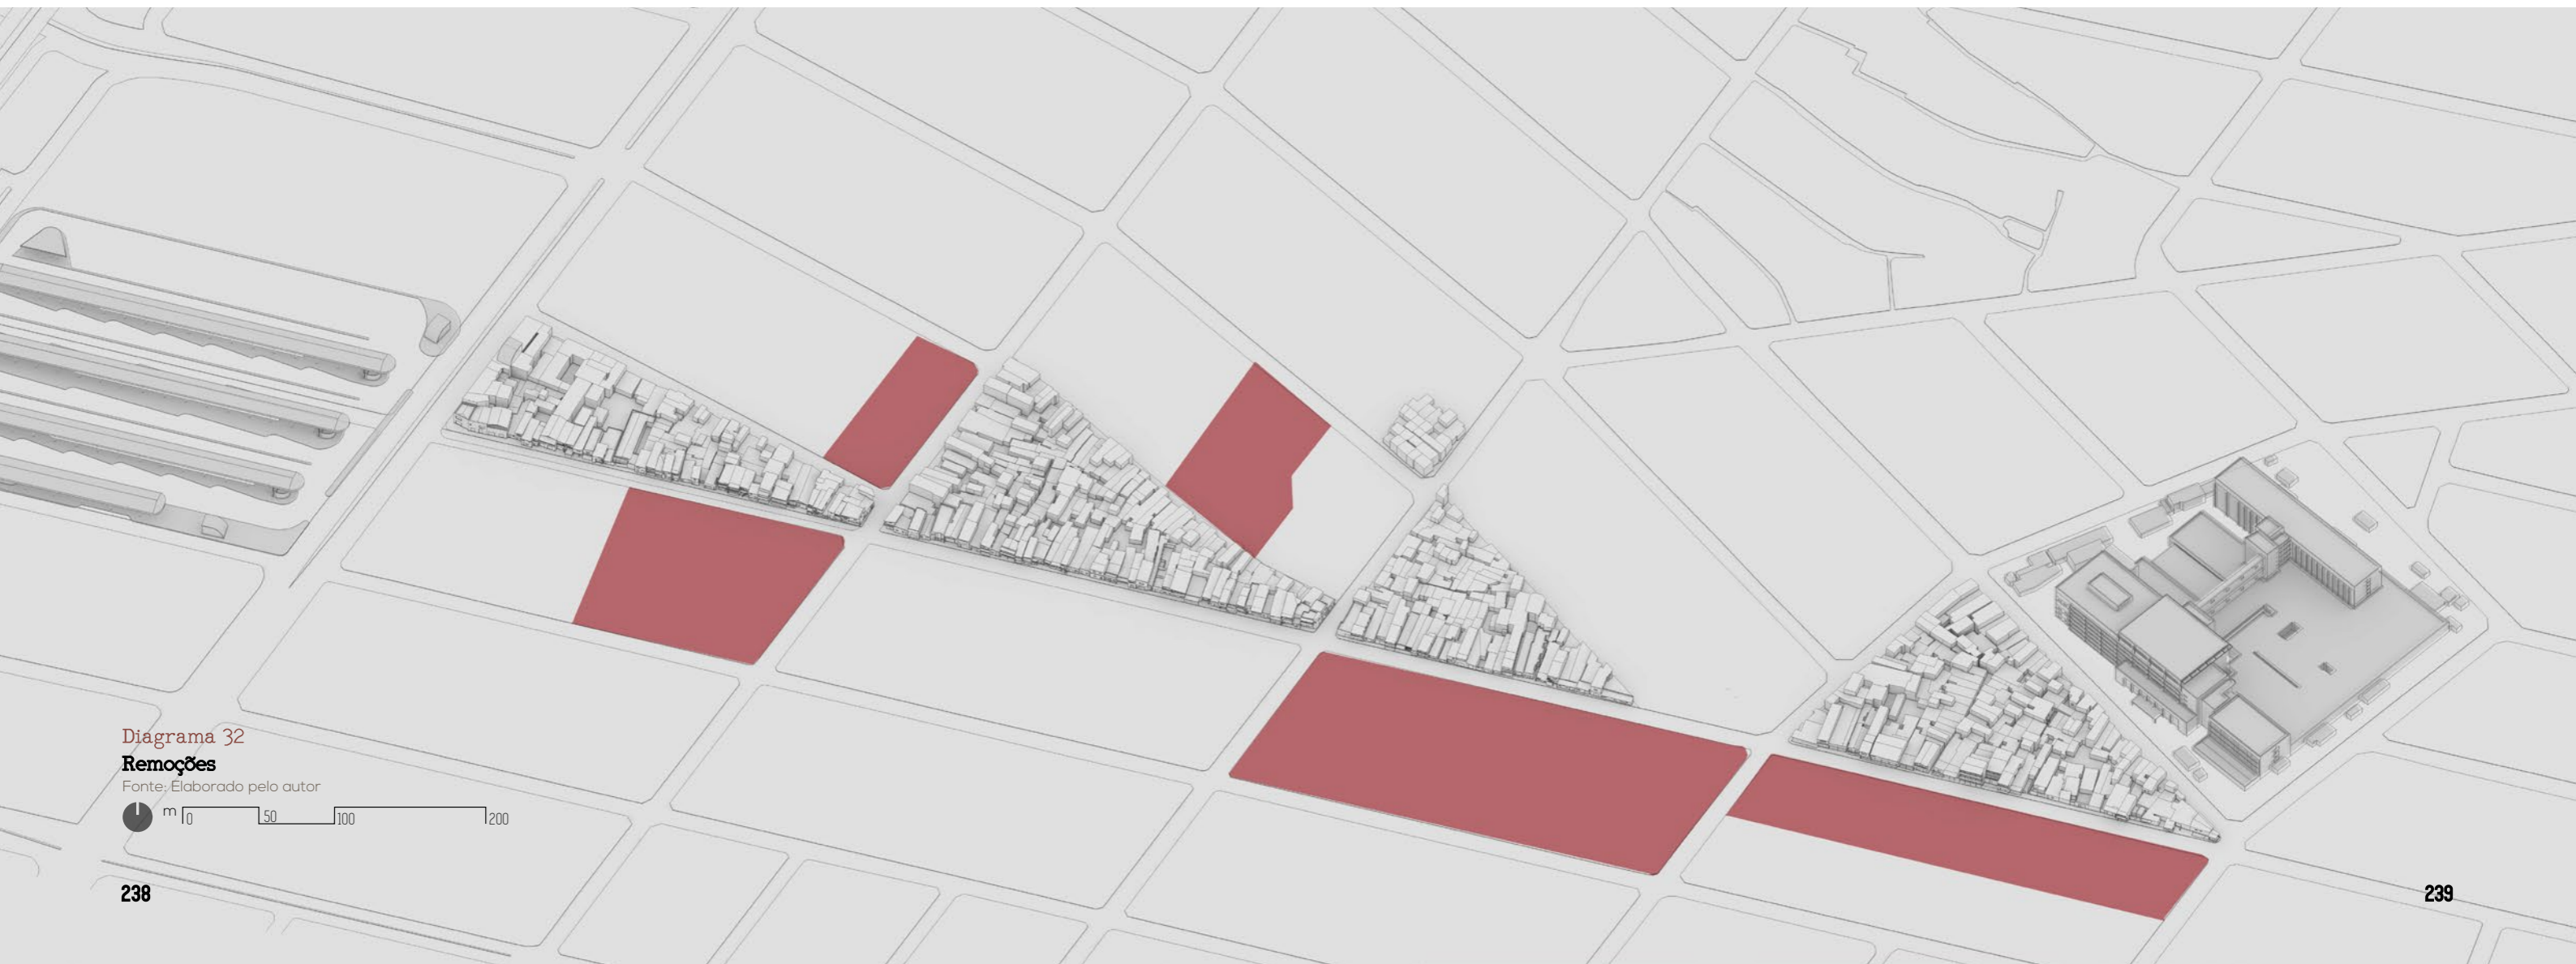 Diagrama 32
Remoções
Fonte: Elaborado pelo autor
m 0 50 100 200
238
239